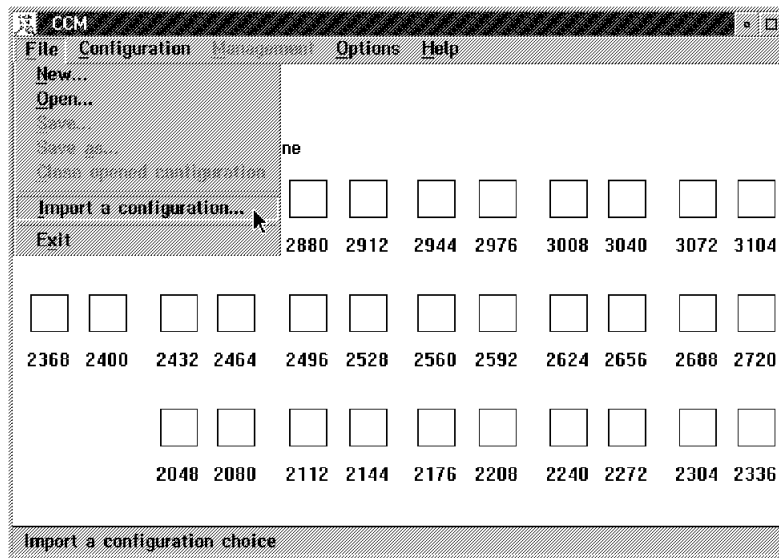 CCM
File Configuration Management Options Help
New...
Open...
Save...
Save as...
ne
Close opened configuration
Import a configuration...
Exit
2880 2912 2944 2976 3008 3040 3072 3104
2368 2400 2432 2464 2496 2528 2560 2592 2624 2656 2688 2720
2048 2080 2112 2144 2176 2208 2240 2272 2304 2336
Import a configuration choice